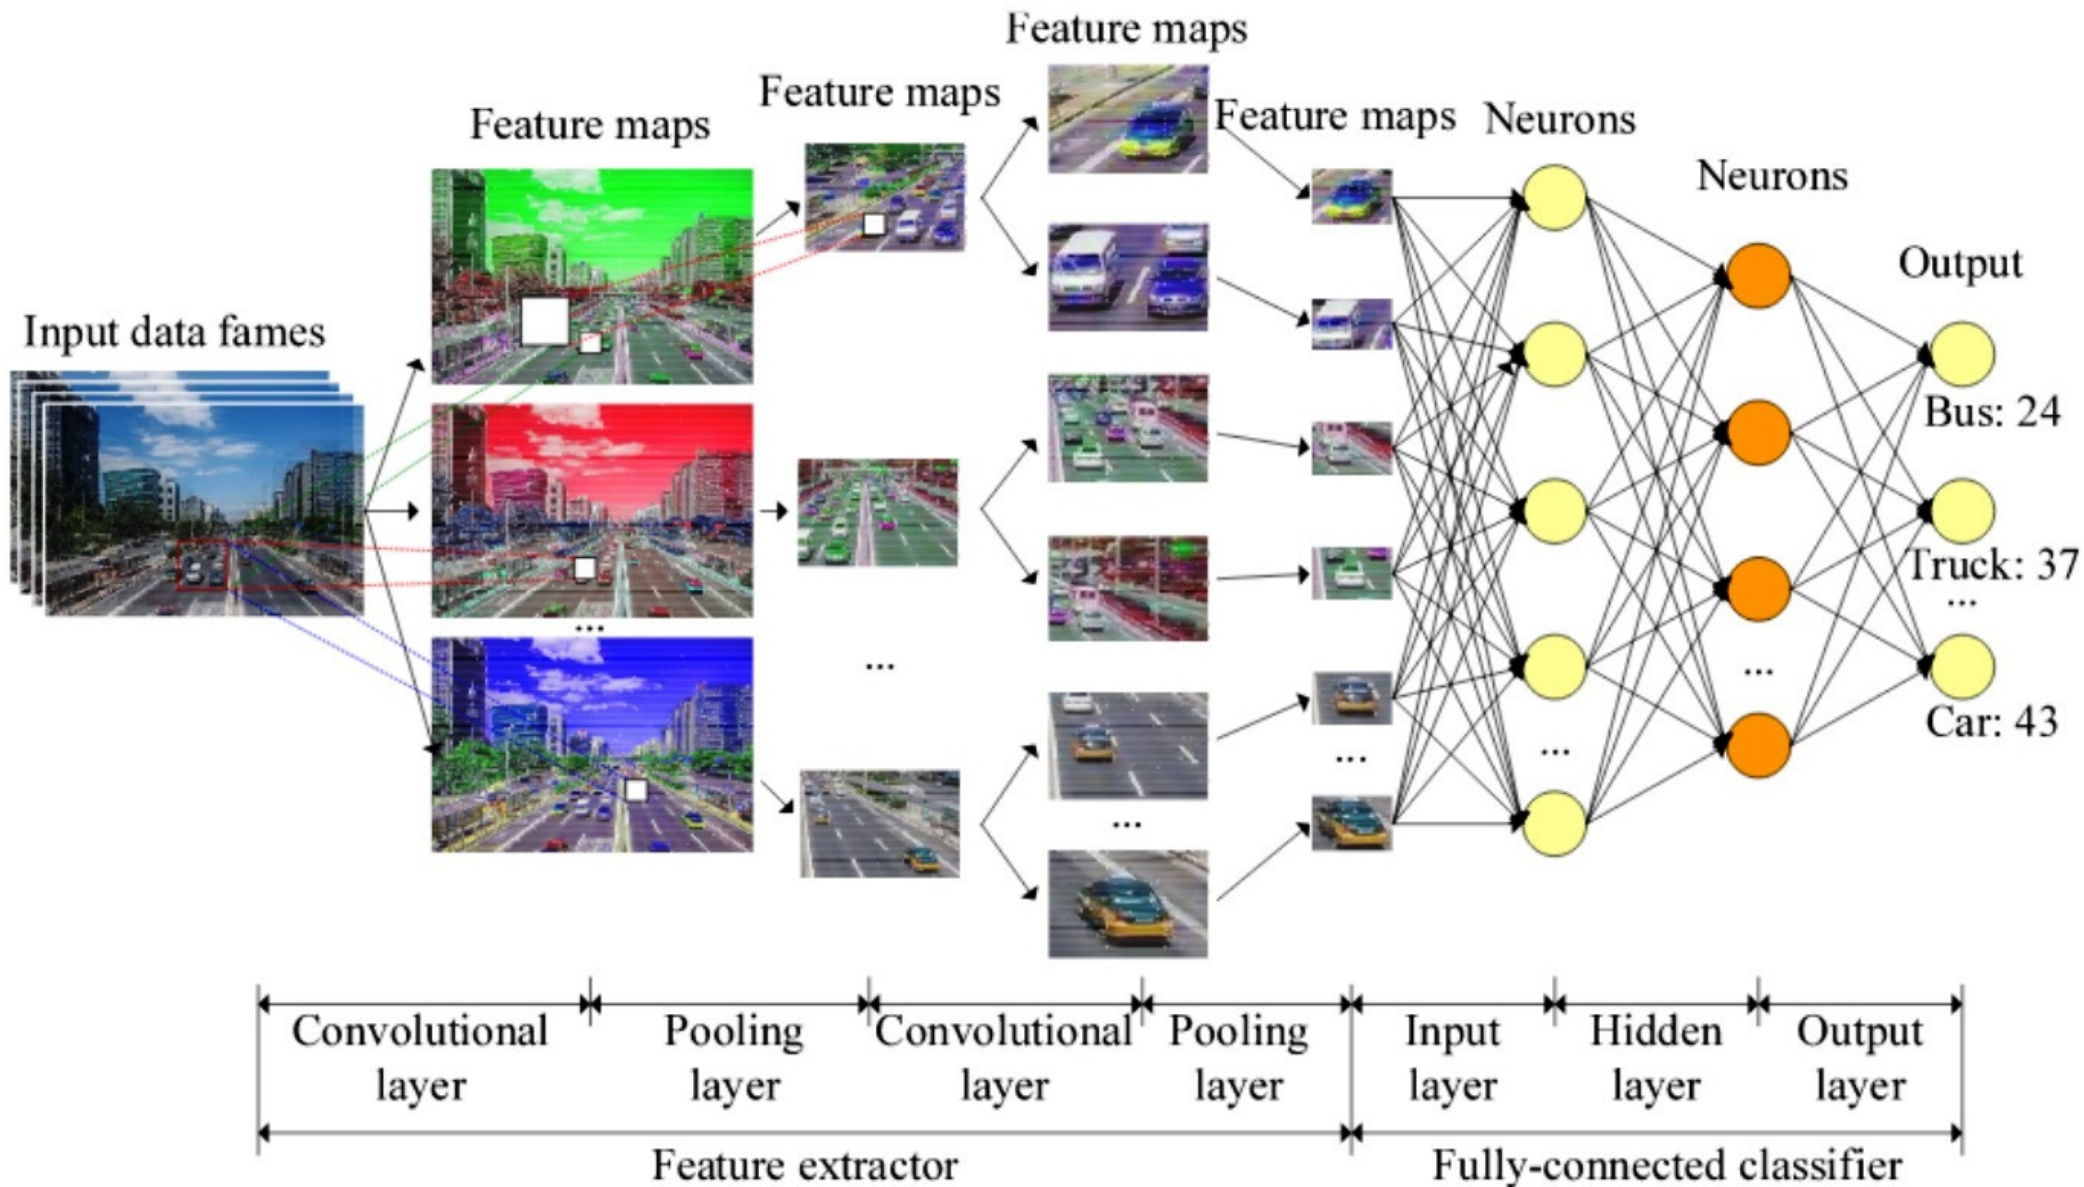 Feature maps
Feature maps
Feature maps
Feature maps
Neurons
Neurons
Output
Input data fames
Bus: 24
Truck: 37
...
Car: 43
...
...
...
...
...
...
Convolutional layer
Pooling layer
Convolutional layer
Pooling layer
Input layer
Hidden layer
Output layer
Feature extractor
Fully-connected classifier